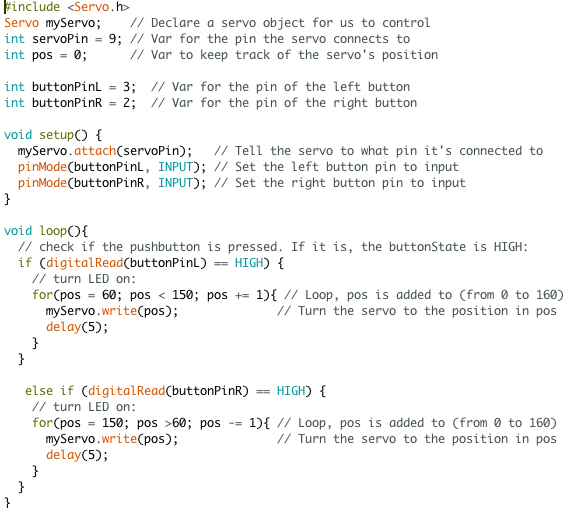 #include <Servo.h>
Servo myServo;    // Declare a servo object for us to control
int servoPin = 9; // Var for the pin the servo connects to
int pos = 0;      // Var to keep track of the servo's position

int buttonPinL = 3;  // Var for the pin of the left button
int buttonPinR = 2;  // Var for the pin of the right button

void setup() {
  myServo.attach(servoPin);   // Tell the servo to what pin it's connected to
  pinMode(buttonPinL, INPUT); // Set the left button pin to input
  pinMode(buttonPinR, INPUT); // Set the right button pin to input
}

void loop(){
  // check if the pushbutton is pressed. If it is, the buttonState is HIGH:
  if (digitalRead(buttonPinL) == HIGH) {
    // turn LED on:
    for(pos = 60; pos < 150; pos += 1){ // Loop, pos is added to (from 0 to 160)
      myServo.write(pos);              // Turn the servo to the position in pos
      delay(5);
    }
  }

   else if (digitalRead(buttonPinR) == HIGH) {
    // turn LED on:
    for(pos = 150; pos >60; pos -= 1){ // Loop, pos is added to (from 0 to 160)
      myServo.write(pos);              // Turn the servo to the position in pos
      delay(5);
    }
  }
}